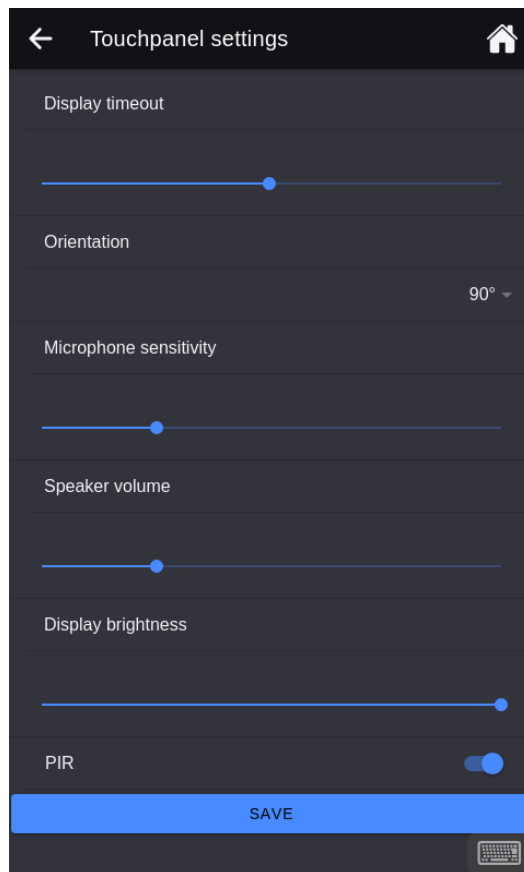 Touchpanel settings
Display timeout
Orientation
90°
Microphone sensitivity
Speaker volume
Display brightness
PIR
SAVE